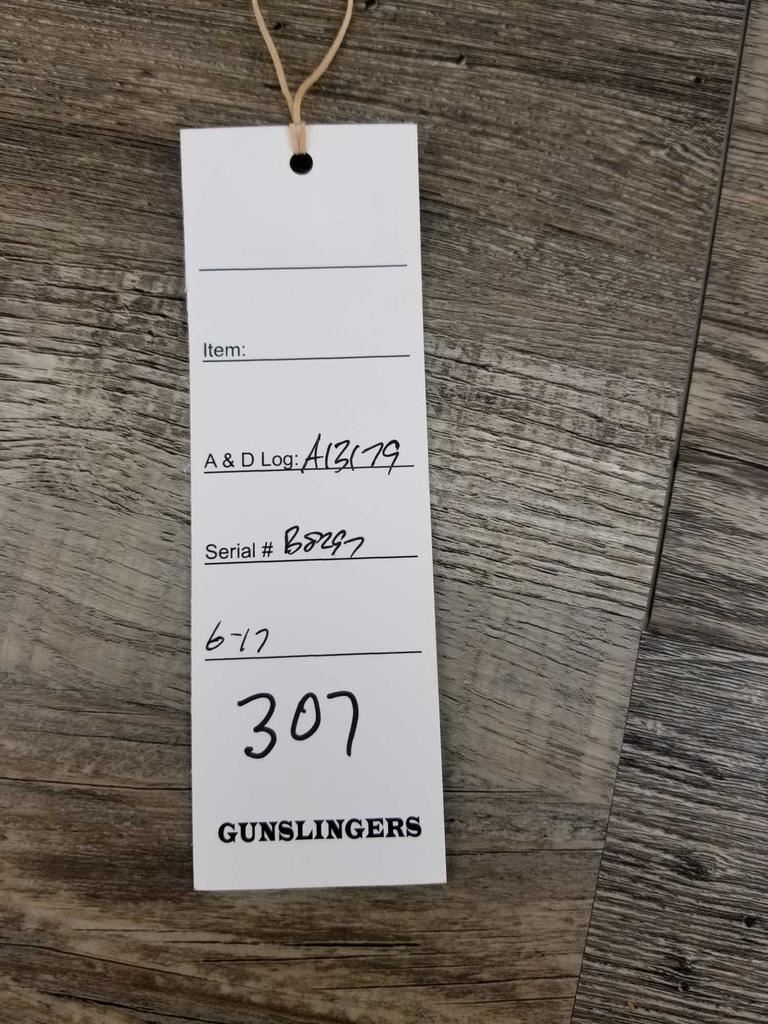 Item:
A & D Log: A13179
Serial # B8297
6-17
307
GUNSLINGERS